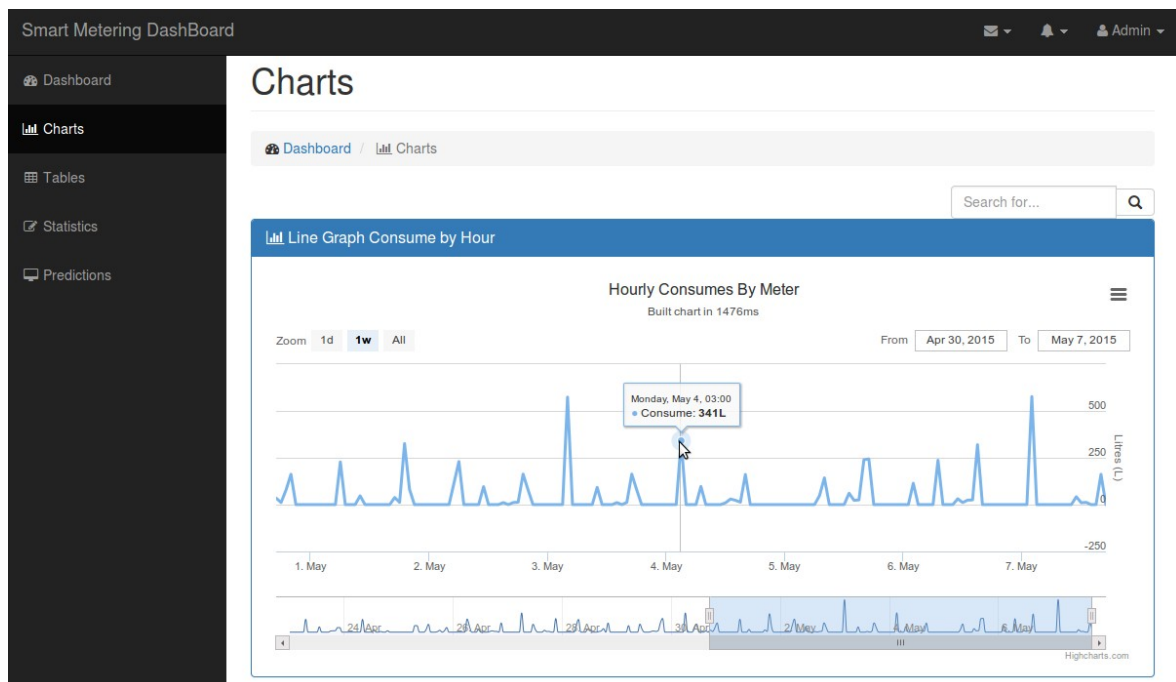 Smart Metering DashBoard
Admin
Dashboard
Charts
Tables
Statistics
Predictions
Charts
Dashboard / Charts
Search for...
Line Graph Consume by Hour
Hourly Consumes By Meter
Built chart in 1476ms
Zoom 1d 1w All
From Apr 30, 2015 To May 7, 2015
Monday, May 4, 03:00
Consume: 341L
500
250
0
-250
Litres (L)
1. May 2. May 3. May 4. May 5. May 6. May 7. May
24. Apr 26. Apr 28. Apr 30. Apr 2. May 4. May 6. May
Highcharts.com